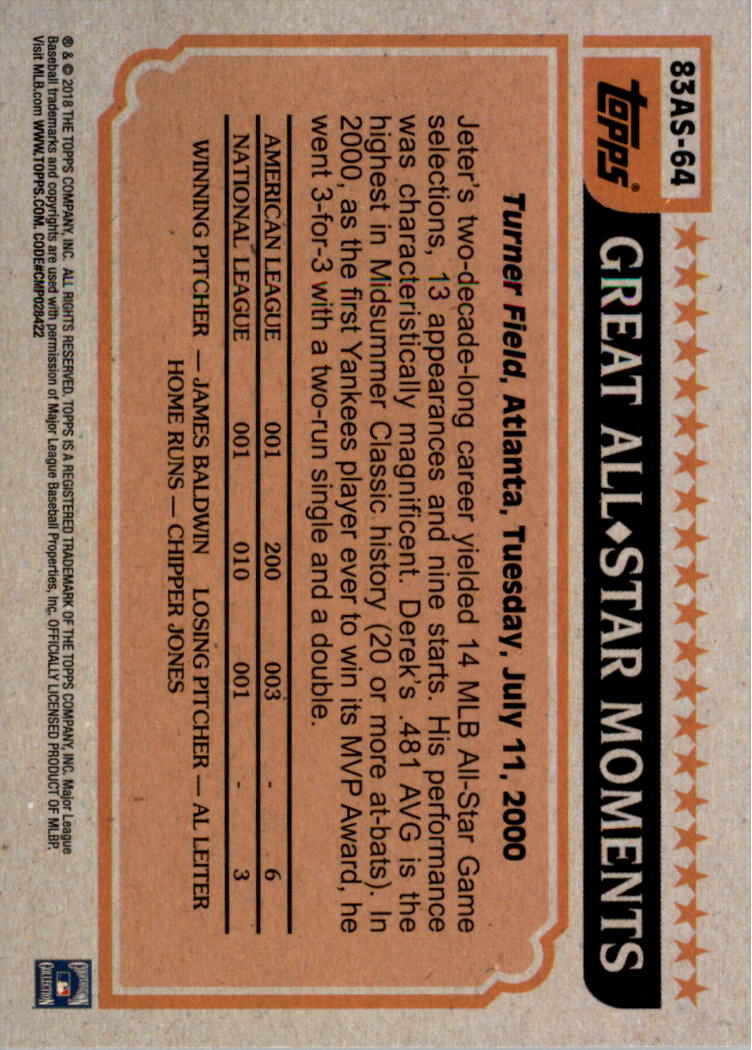 83AS-64
topps®
GREAT ALL♦STAR MOMENTS
Turner Field, Atlanta, Tuesday, July 11, 2000
Jeter's two-decade-long career yielded 14 MLB All-Star Game
selections, 13 appearances and nine starts. His performance
was characteristically magnificent. Derek's .481 AVG is the
highest in Midsummer Classic history (20 or more at-bats). In
2000, as the first Yankees player ever to win its MVP Award, he
went 3-for-3 with a two-run single and a double.
AMERICAN LEAGUE 001 200 003 - 6
NATIONAL LEAGUE 001 010 001 - 3
WINNING PITCHER — JAMES BALDWIN LOSING PITCHER — AL LEITER
HOME RUNS — CHIPPER JONES
® & © 2018 THE TOPPS COMPANY, INC. ALL RIGHTS RESERVED. TOPPS IS A REGISTERED TRADEMARK OF THE TOPPS COMPANY, INC. Major League
Baseball trademarks and copyrights are used with permission of Major League Baseball Properties, Inc. OFFICIALLY LICENSED PRODUCT OF MLBP.
Visit MLB.com WWW.TOPPS.COM. CODE#CMP028422
COOPERSTOWN
COLLECTION